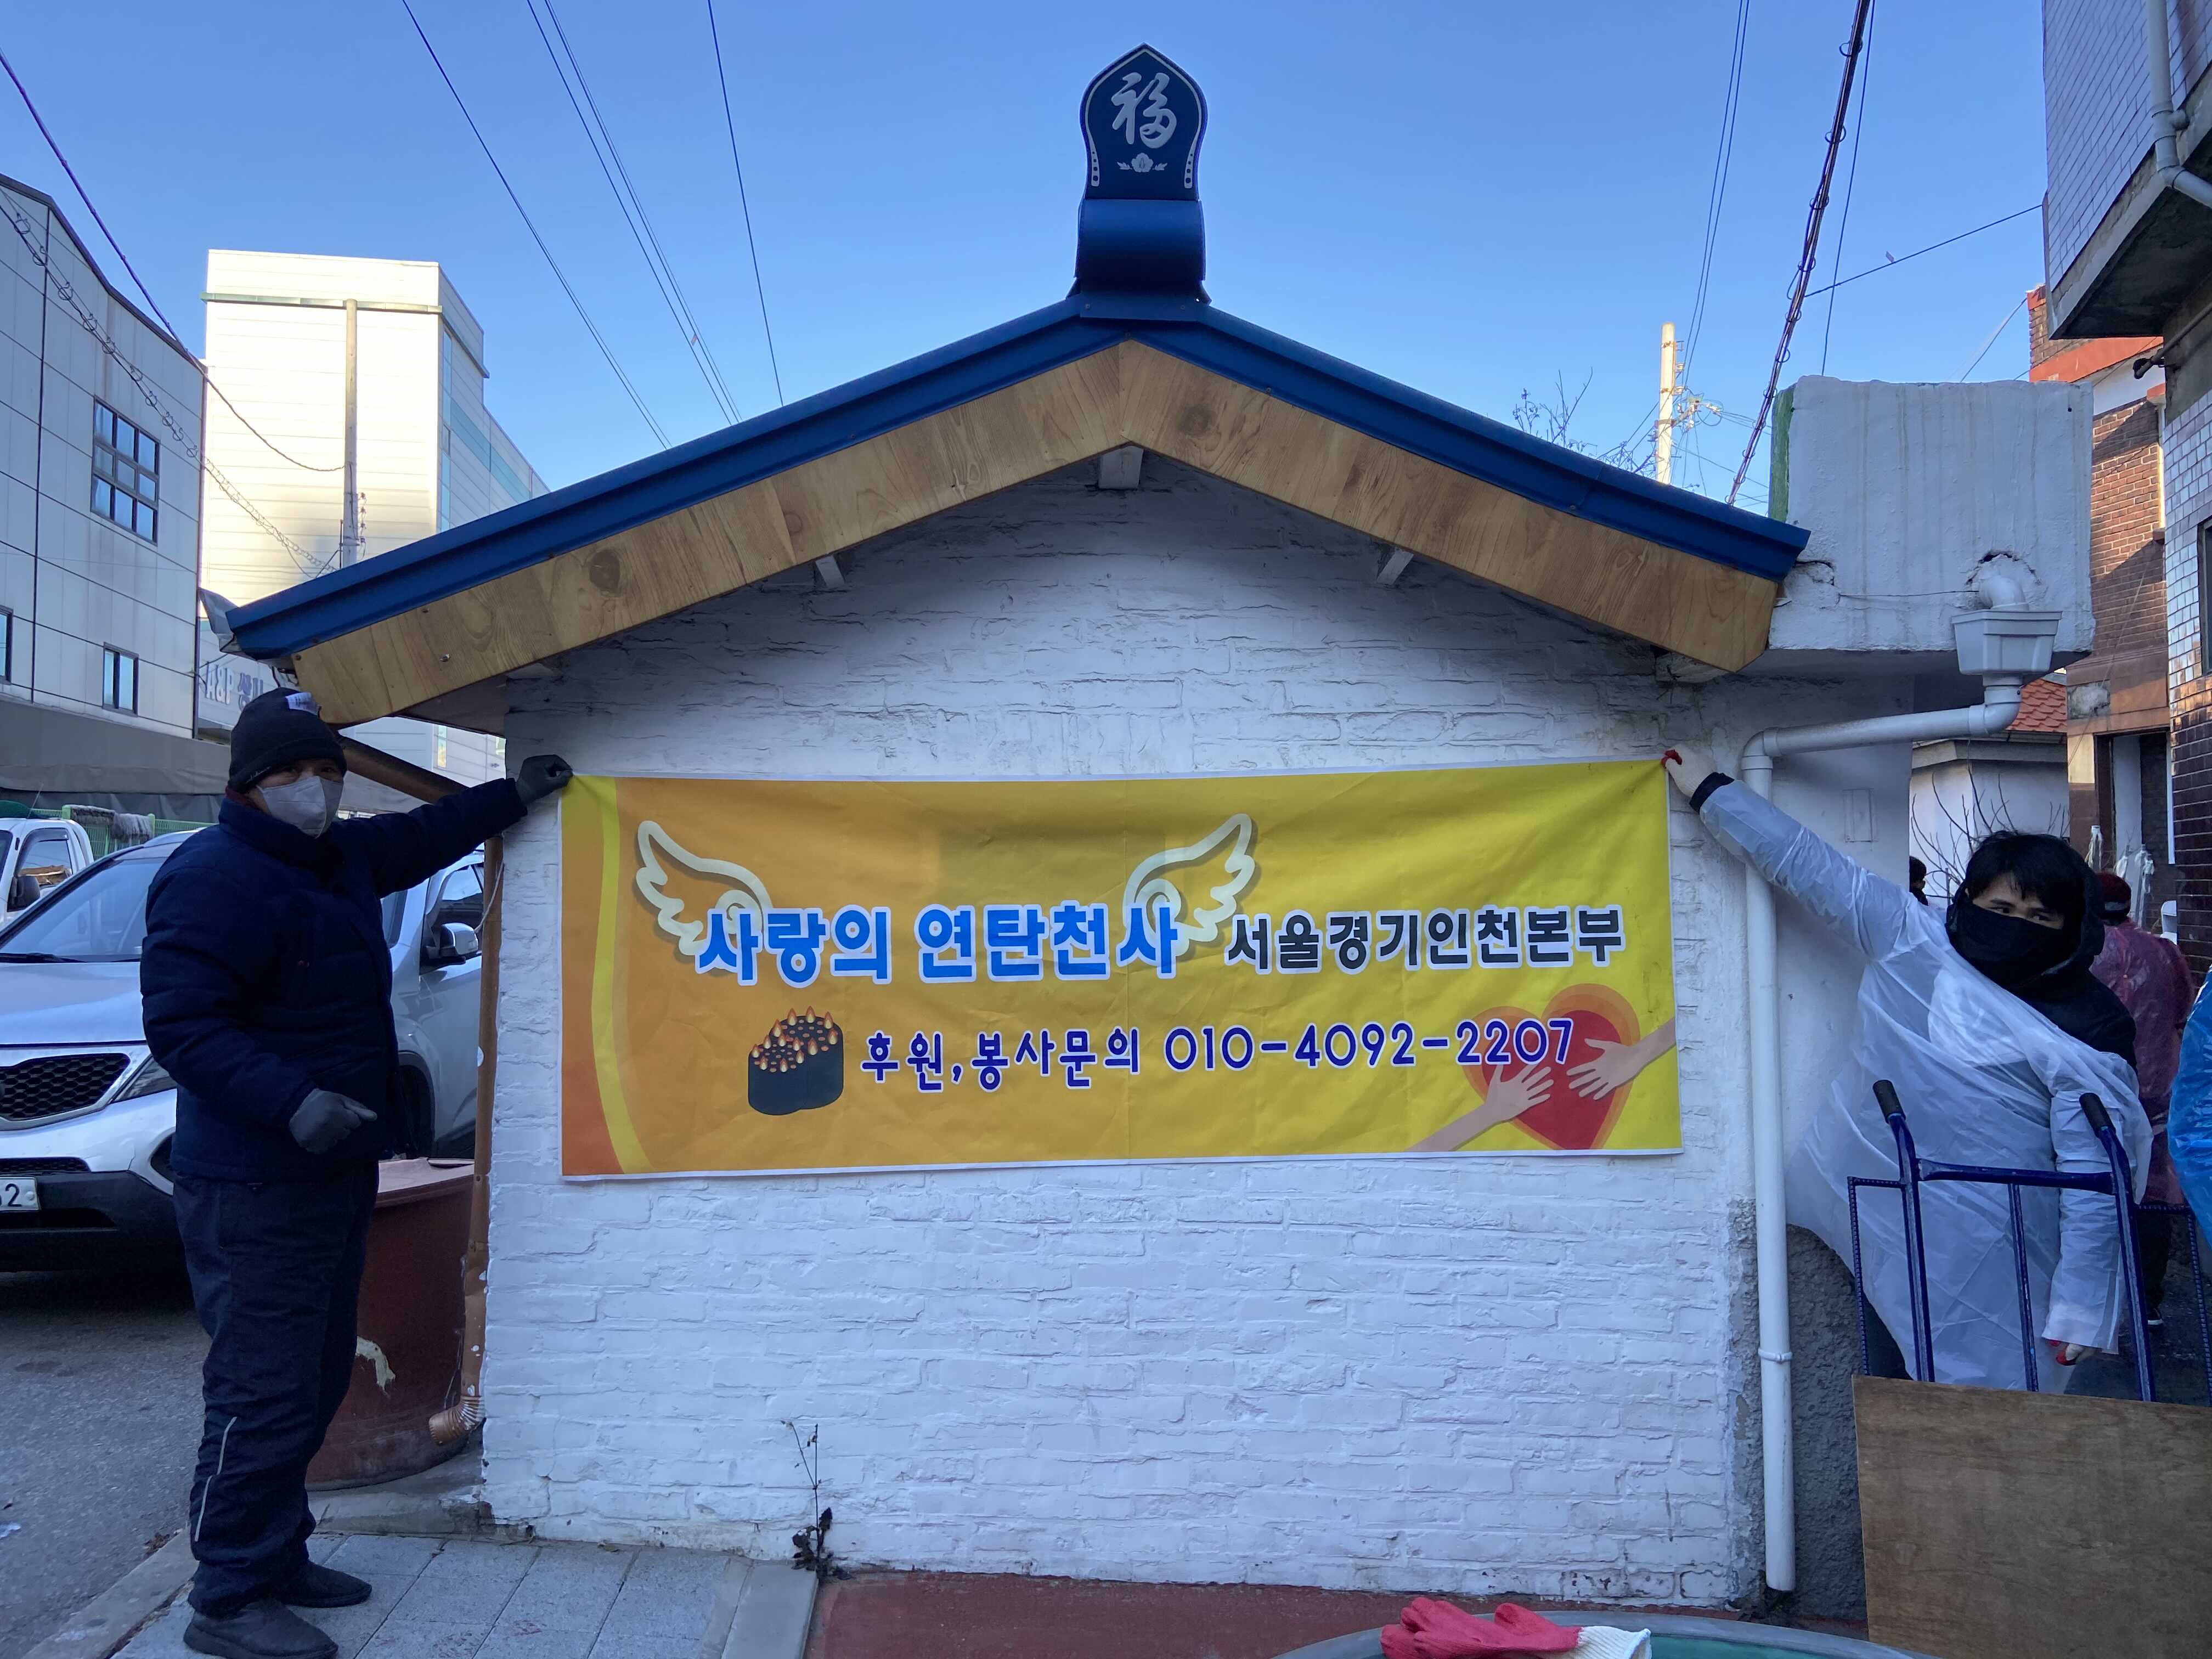 福
사랑의 연탄천사 서울경기인천본부
후원,봉사문의 010-4092-2207